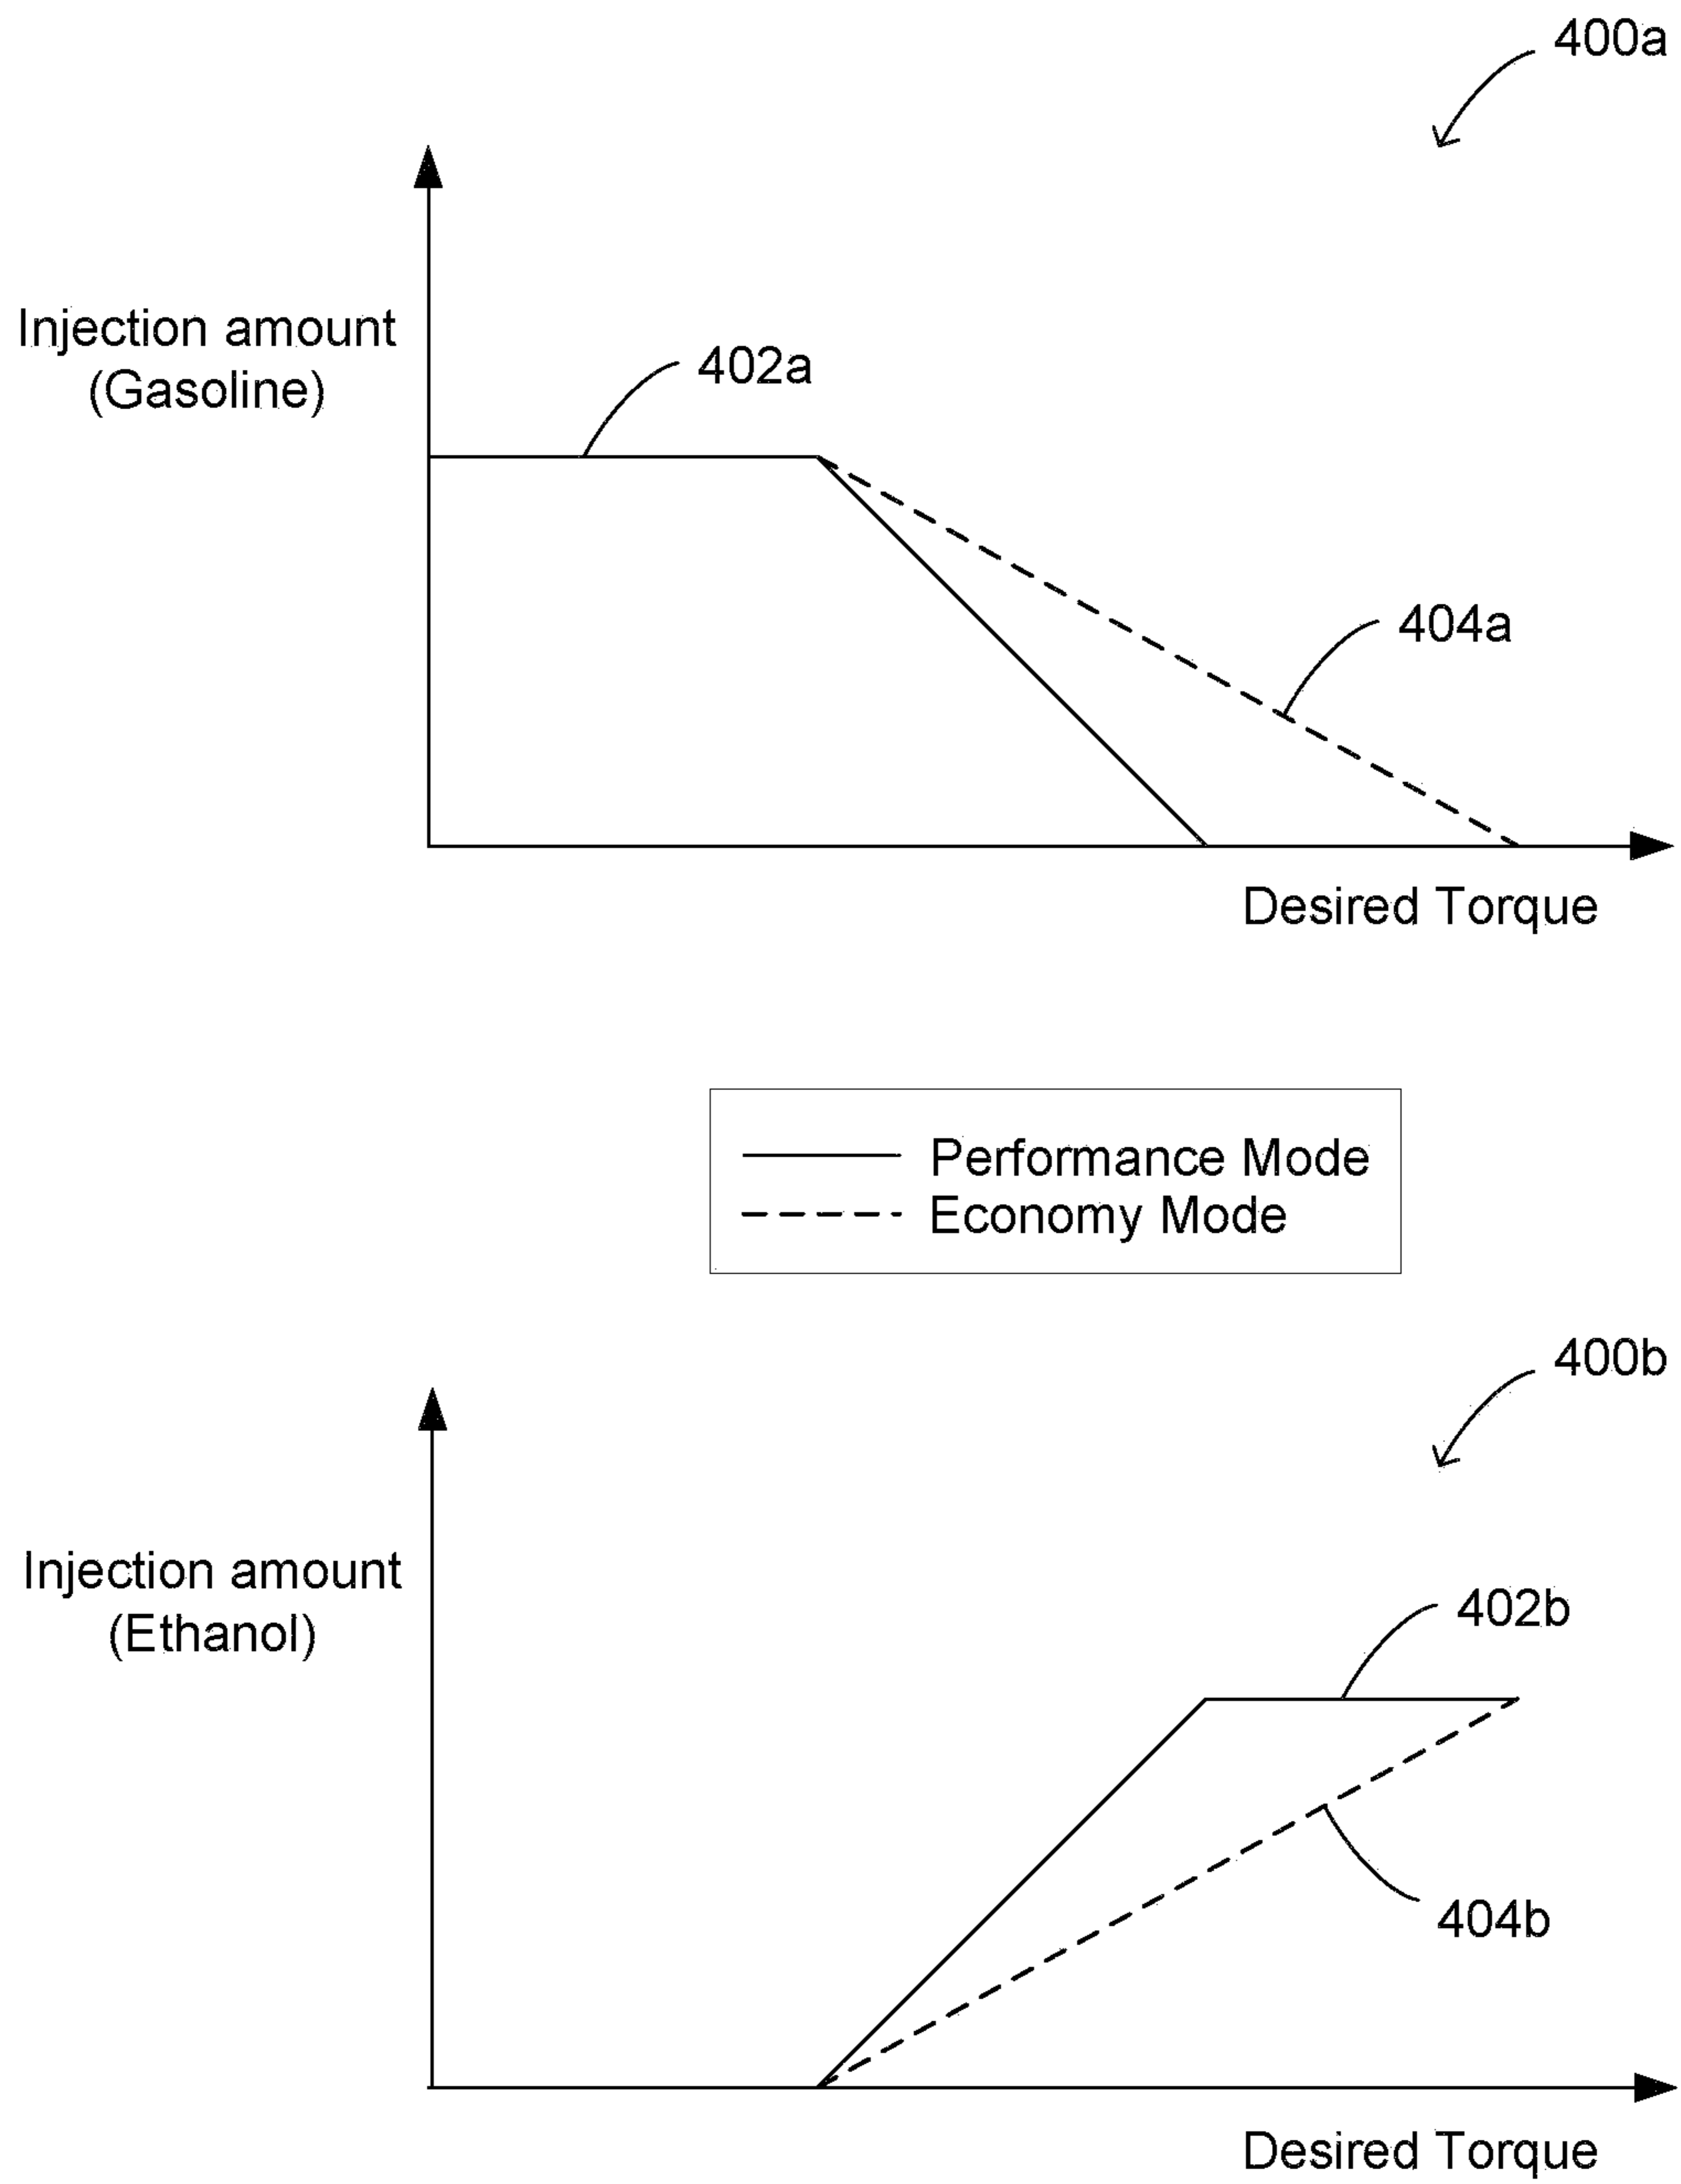 400a
Injection amount
(Gasoline)
402a
404a
Desired Torque
Performance Mode
Economy Mode
400b
Injection amount
(Ethanol)
402b
404b
Desired Torque